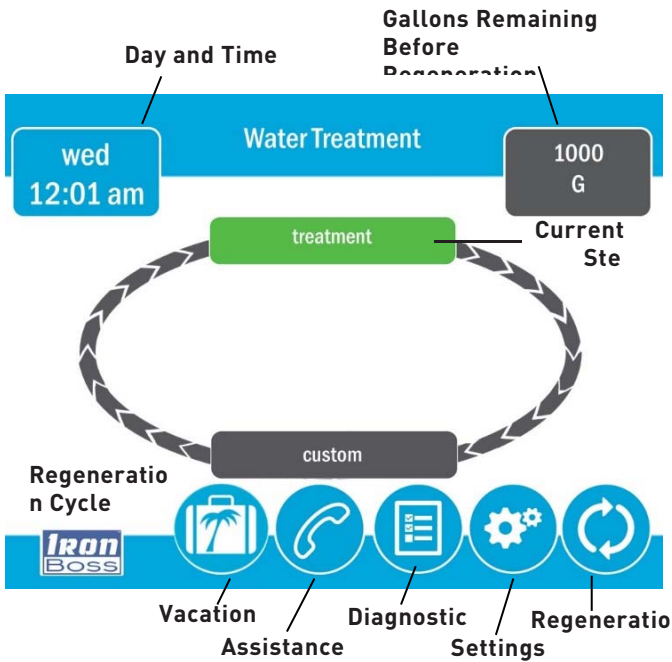 Gallons Remaining
Before
Regeneration
Day and Time
wed
12:01 am
Water Treatment
1000
G
treatment
Current
Ste
custom
Regeneratio
n Cycle
IRON
BOSS
Vacation
Assistance
Diagnostic
Settings
Regeneratio